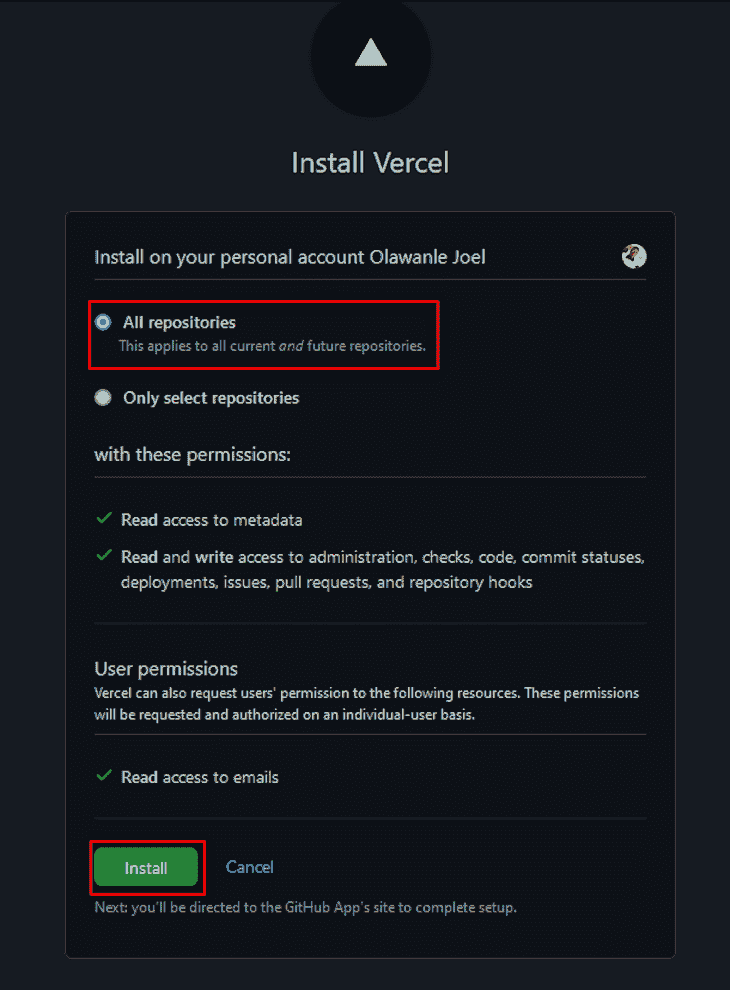 Install Vercel
Install on your personal account Olawanle Joel
All repositories
This applies to all current and future repositories.
Only select repositories
with these permissions:
Read access to metadata
Read and write access to administration, checks, code, commit statuses,
deployments, issues, pull requests, and repository hooks
User permissions
Vercel can also request users' permission to the following resources. These permissions
will be requested and authorized on an individual-user basis.
Read access to emails
Install Cancel
Next: you'll be directed to the GitHub App's site to complete setup.